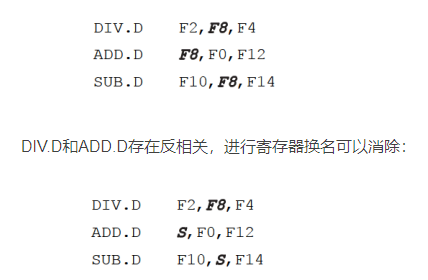 DIV.D F2,F8,F4
ADD.D F8,F0,F12
SUB.D F10,F8,F14
DIV.D和ADD.D存在反相关，进行寄存器换名可以消除：
DIV.D F2,F8,F4
ADD.D S,F0,F12
SUB.D F10,S,F14